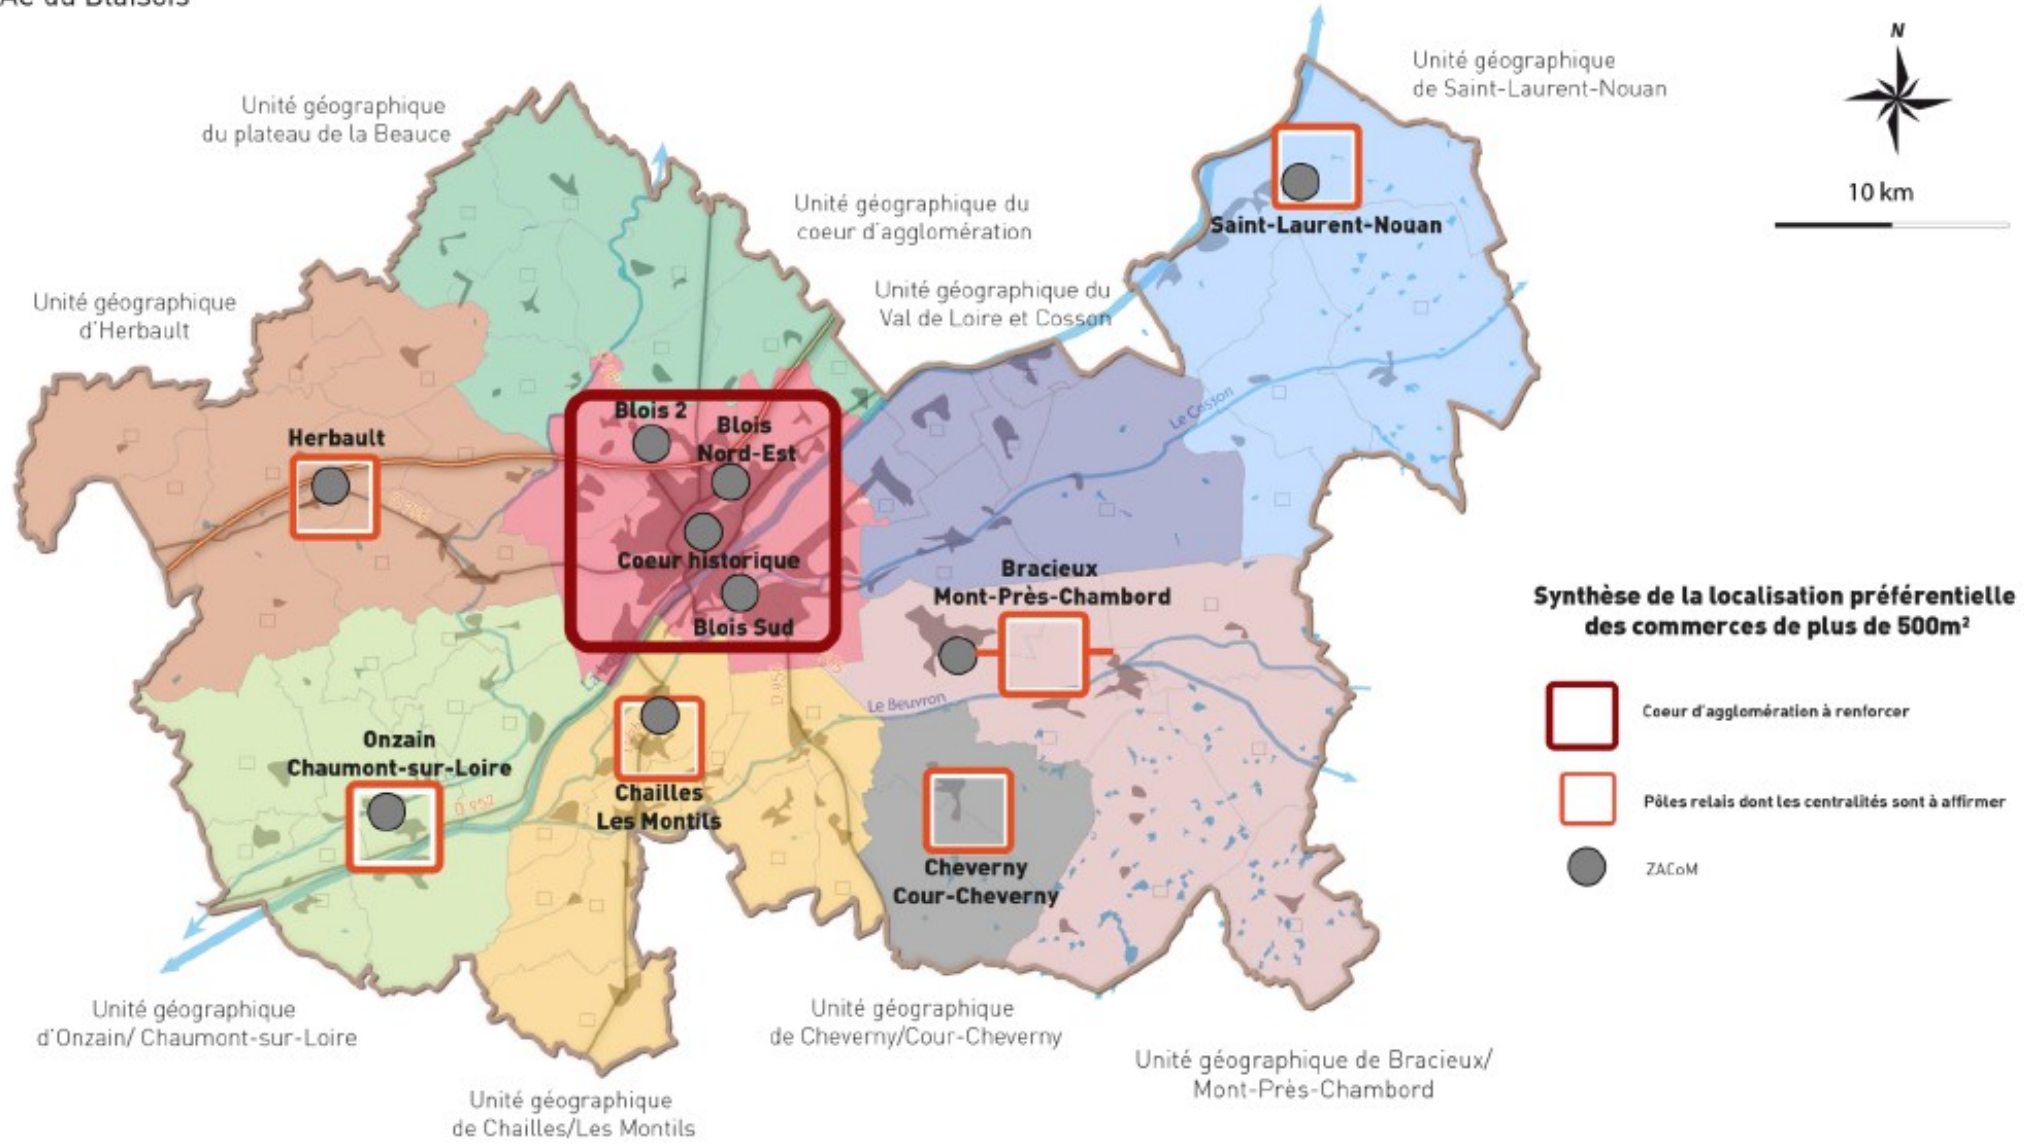 Unité géographique
du plateau de la Beauce
Unité géographique du
coeur d'agglomération
Unité géographique
de Saint-Laurent-Nouan
N
10 km
Saint-Laurent-Nouan
Unité géographique
d'Herbault
Unité géographique du
Val de Loire et Cosson
Le Cosson
Herbault
Blois 2
Blois
Nord-Est
Coeur historique
Blois Sud
Bracieux
Mont-Près-Chambord
Le Beuvron
Onzain
Chaumont-sur-Loire
D 952
Chailles
Les Montils
Cheverny
Cour-Cheverny
Synthèse de la localisation préférentielle
des commerces de plus de 500m²
Coeur d'agglomération à renforcer
Pôles relais dont les centralités sont à affirmer
ZACoM
Unité géographique
d'Onzain/ Chaumont-sur-Loire
Unité géographique
de Chailles/Les Montils
Unité géographique
de Cheverny/Cour-Cheverny
Unité géographique de Bracieux/
Mont-Près-Chambord